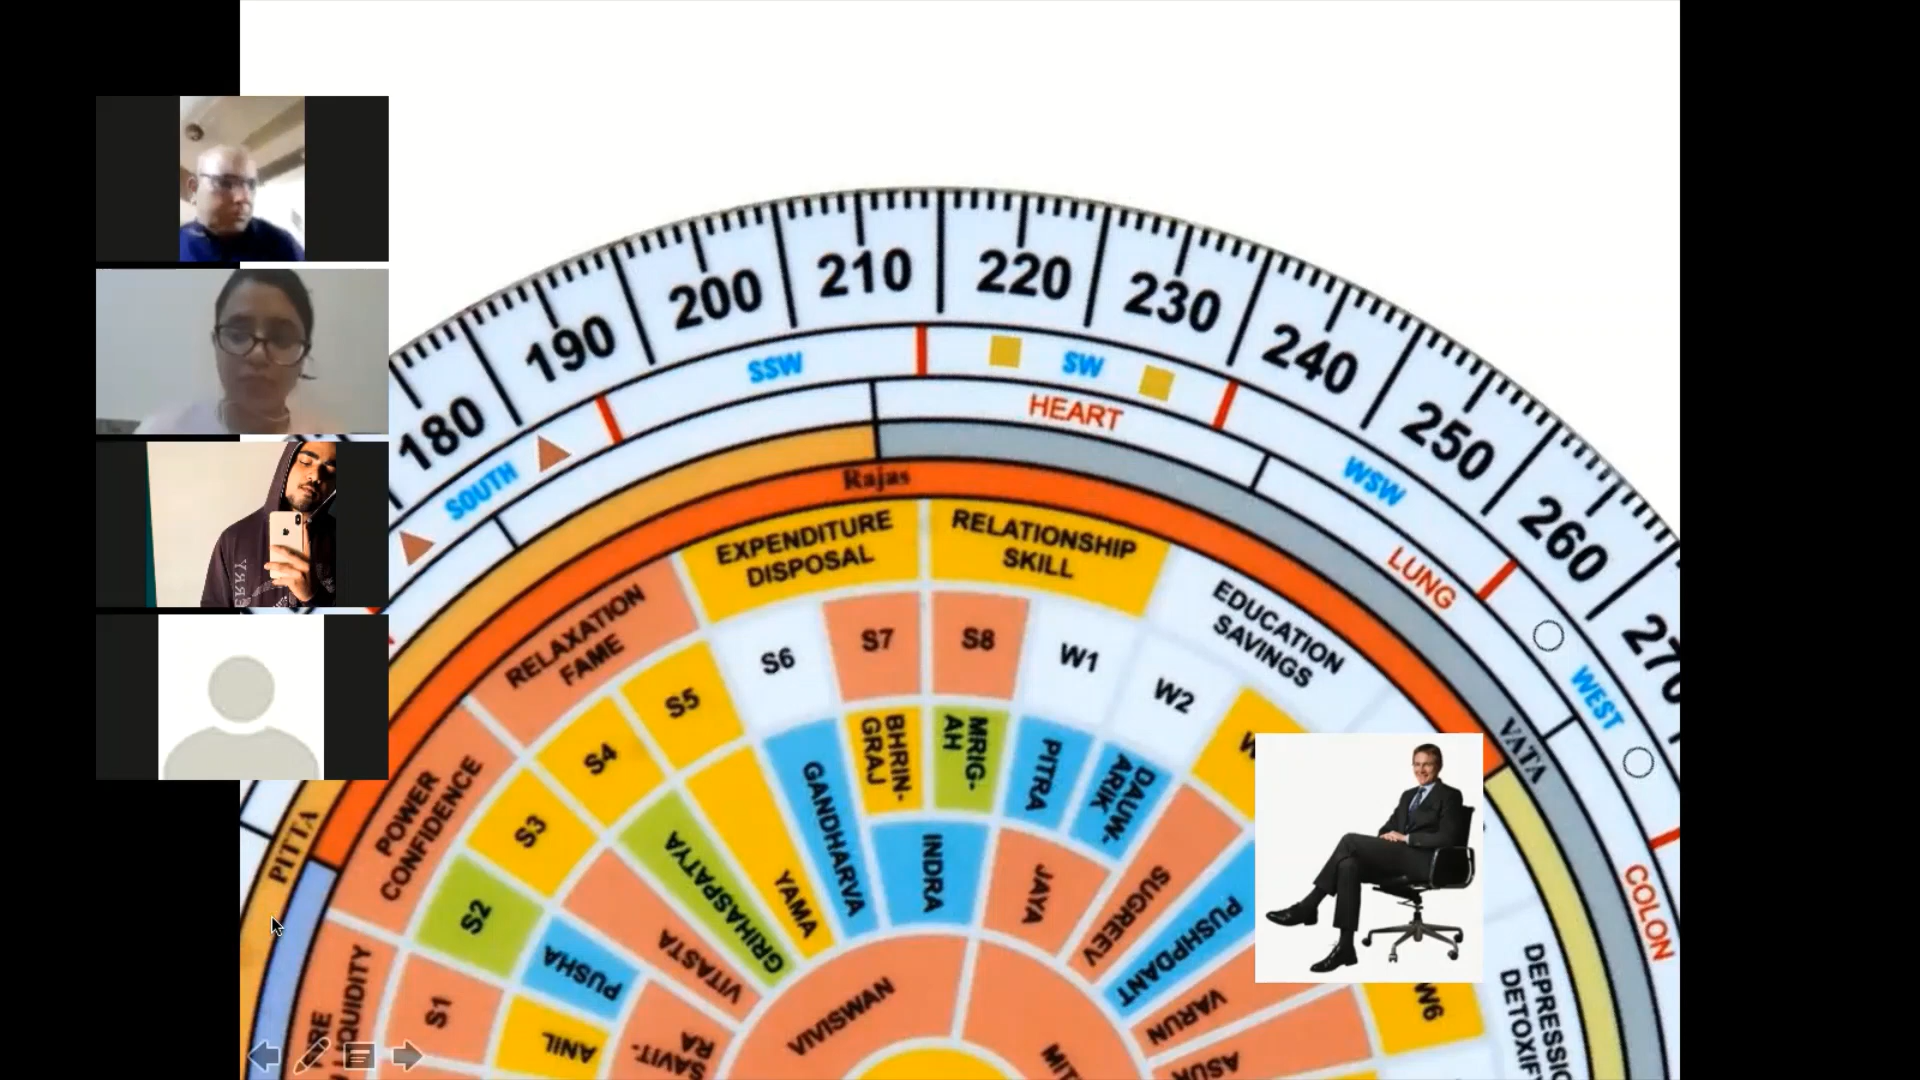 180
190
200
210
220
230
240
250
260
270
SOUTH
SSW
SW
WSW
WEST
HEART
LUNG
COLON
PITTA
Rajas
VATA
POWER
CONFIDENCE
RELAXATION
FAME
EXPENDITURE
DISPOSAL
RELATIONSHIP
SKILL
EDUCATION
SAVINGS
S1
S2
S3
S4
S5
S6
S7
S8
W1
W2
W6
ANIL
PUSHA
VITASTA
GRIHASPATYA
YAMA
GANDHARVA
BHRIN-
GRAJ
MRIG-
AH
PITRA
DAUW-
ARIK
SUGREEV
PUSHPDANT
VARUN
SAVIT-
RA
INDRA
JAYA
VIVISWAN